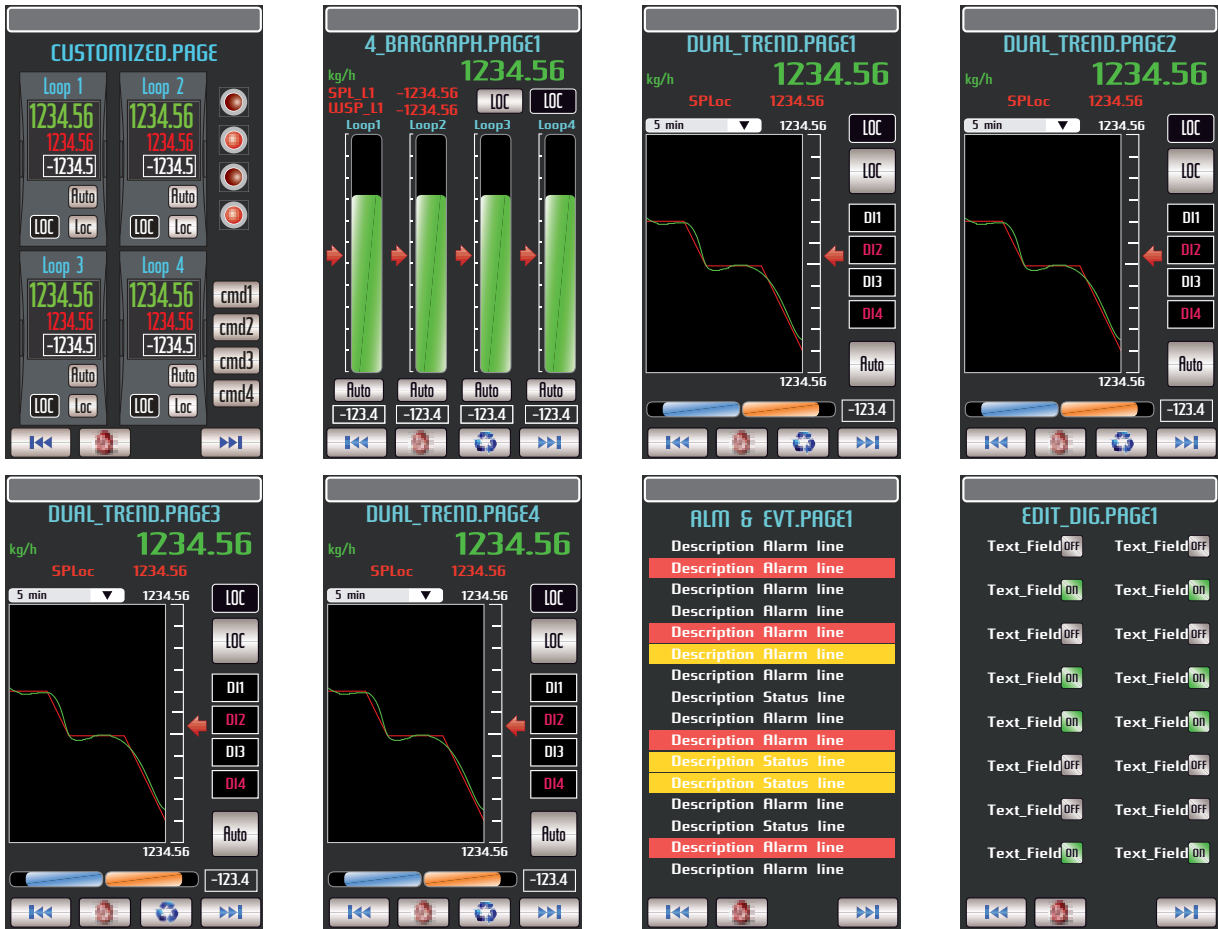 CUSTOMIZED.PAGE
Loop 1 Loop 2
1234.56 1234.56
1234.56 1234.56
-1234.5 -1234.5
Auto Auto
LOC Loc LOC Loc
Loop 3 Loop 4
1234.56 1234.56
1234.56 1234.56
-1234.5 -1234.5
Auto Auto
LOC Loc LOC Loc
cmd1
cmd2
cmd3
cmd4
4_BARGRAPH.PAGE1
kg/h 1234.56
SPL_L1 -1234.56
WSP_L1 -1234.56
LOC LOC
Loop1 Loop2 Loop3 Loop4
Auto Auto Auto Auto
-123.4 -123.4 -123.4 -123.4
DUAL_TREND.PAGE1
kg/h 1234.56
SPLoc 1234.56
5 min 1234.56 LOC
LOC
DI1
DI2
DI3
DI4
Auto
1234.56
-123.4
DUAL_TREND.PAGE2
kg/h 1234.56
SPLoc 1234.56
5 min 1234.56 LOC
LOC
DI1
DI2
DI3
DI4
Auto
1234.56
-123.4
DUAL_TREND.PAGE3
kg/h 1234.56
SPLoc 1234.56
5 min 1234.56 LOC
LOC
DI1
DI2
DI3
DI4
Auto
1234.56
-123.4
DUAL_TREND.PAGE4
kg/h 1234.56
SPLoc 1234.56
5 min 1234.56 LOC
LOC
DI1
DI2
DI3
DI4
Auto
1234.56
-123.4
ALM & EVT.PAGE1
Description Alarm line
Description Alarm line
Description Alarm line
Description Alarm line
Description Alarm line
Description Alarm line
Description Alarm line
Description Status line
Description Alarm line
Description Alarm line
Description Status line
Description Status line
Description Alarm line
Description Status line
Description Alarm line
Description Alarm line
EDIT_DIG.PAGE1
Text_Field OFF Text_Field OFF
Text_Field ON Text_Field ON
Text_Field OFF Text_Field OFF
Text_Field ON Text_Field ON
Text_Field ON Text_Field ON
Text_Field OFF Text_Field OFF
Text_Field OFF Text_Field OFF
Text_Field ON Text_Field ON